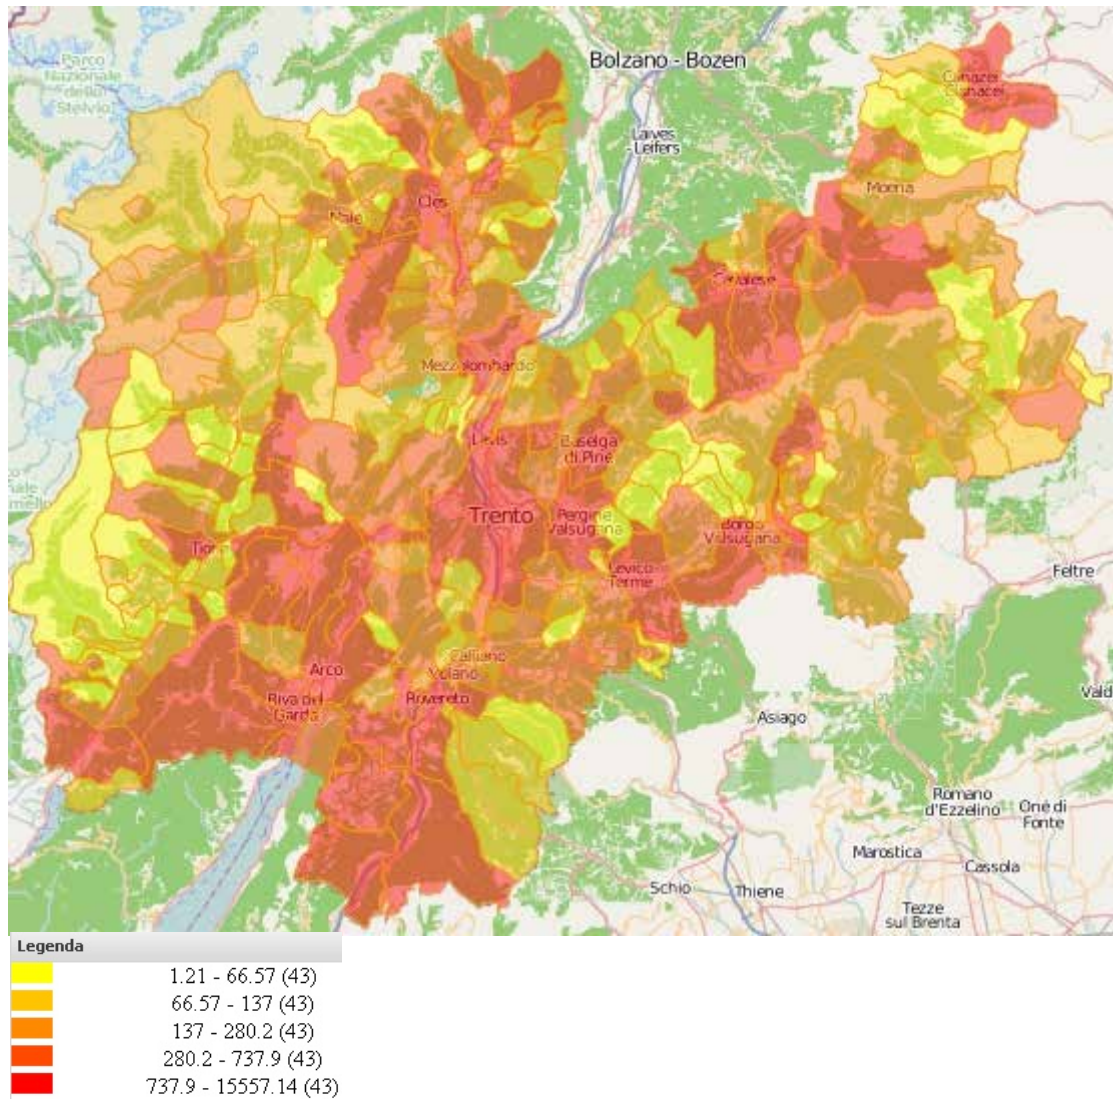 Parco
Nazionale
dello
Stelvio
Bolzano - Bozen
Canazei
Laives
- Leifers
Moena
Cles
Malè
Cavalese
Mezzolombardo
Lavis
Baselga
di Pinè
Trento
Pergine
Valsugana
Borgo
Valsugana
Levico
Terme
Feltre
Calliano
Volano
Arco
Rovereto
Riva del
Garda
Asiago
Vald
Romano
d'Ezzelino
Onè di
Fonte
Marostica
Cassola
Schio
Thiene
Tezze
sul Brenta
Legenda
1.21 - 66.57 (43)
66.57 - 137 (43)
137 - 280.2 (43)
280.2 - 737.9 (43)
737.9 - 15557.14 (43)